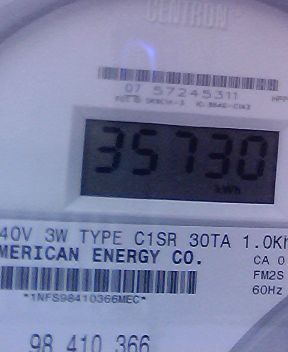 CENTRON
07 57245311
35730
kWh
40V 3W TYPE C1SR 30TA 1.0Kh
MERICAN ENERGY CO.
CA 0
FM2S
60Hz
*1NFS98410366MEC*
98 410 366